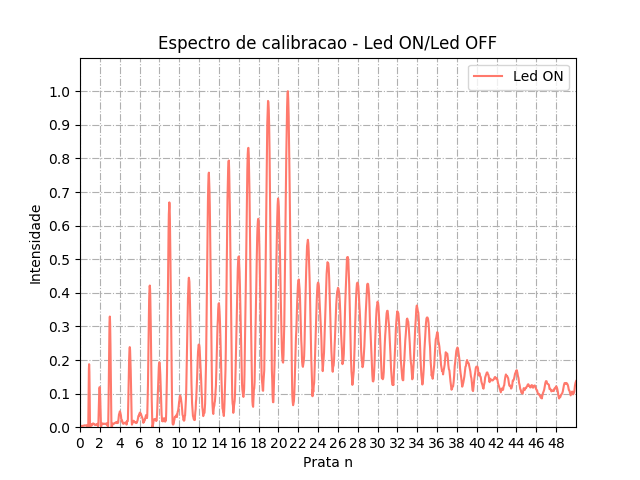 Espectro de calibracao - Led ON/Led OFF
Led ON
1.0
0.9
0.8
0.7
0.6
0.5
0.4
0.3
0.2
0.1
0.0
Intensidade
0 2 4 6 8 10 12 14 16 18 20 22 24 26 28 30 32 34 36 38 40 42 44 46 48
Prata n